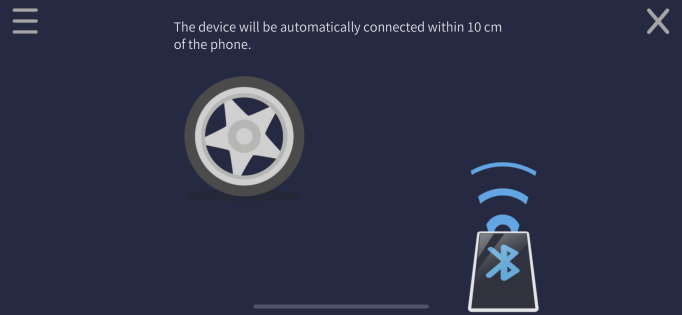 The device will be automatically connected within 10 cm
of the phone.